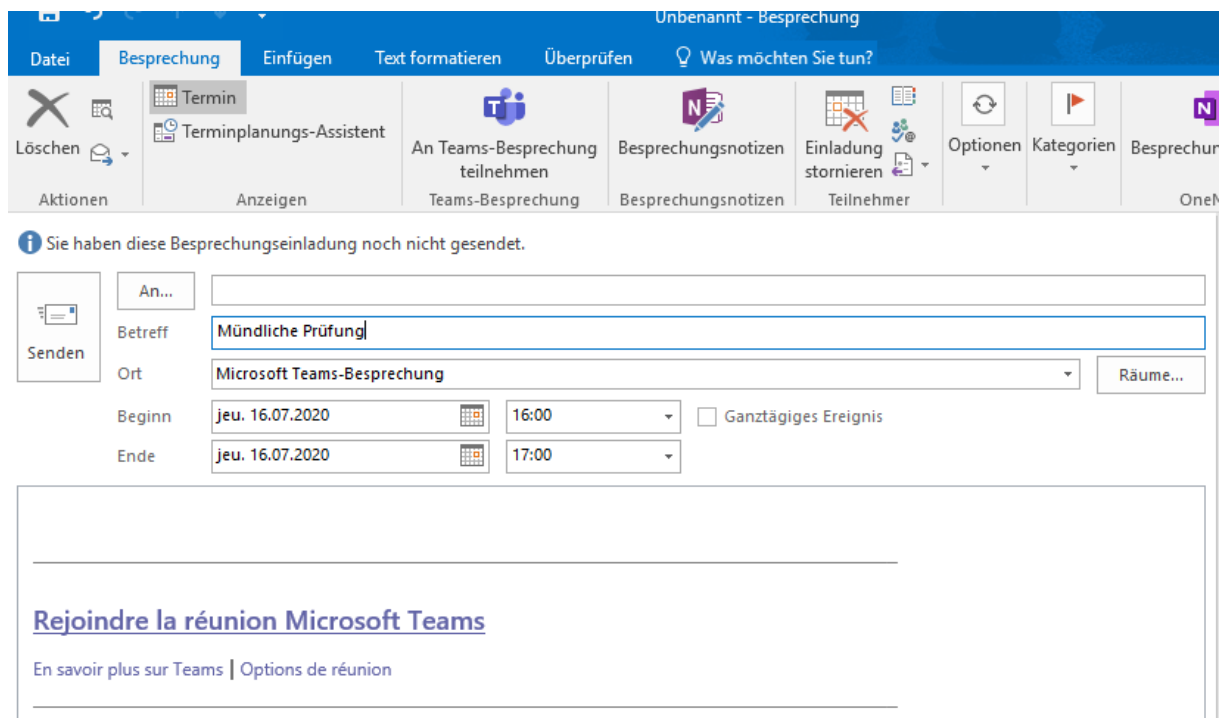 Unbenannt - Besprechung
Datei Besprechung Einfügen Text formatieren Überprüfen Was möchten Sie tun?
Löschen
Aktionen
Termin
Terminplanungs-Assistent
Anzeigen
An Teams-Besprechung
teilnehmen
Teams-Besprechung
Besprechungsnotizen
Besprechungsnotizen
Einladung
stornieren
Teilnehmer
Optionen
Kategorien
Sie haben diese Besprechungseinladung noch nicht gesendet.
Senden
An...
Betreff Mündliche Prüfung
Ort Microsoft Teams-Besprechung Räume...
Beginn jeu. 16.07.2020 16:00 Ganztägiges Ereignis
Ende jeu. 16.07.2020 17:00
Rejoindre la réunion Microsoft Teams
En savoir plus sur Teams | Options de réunion